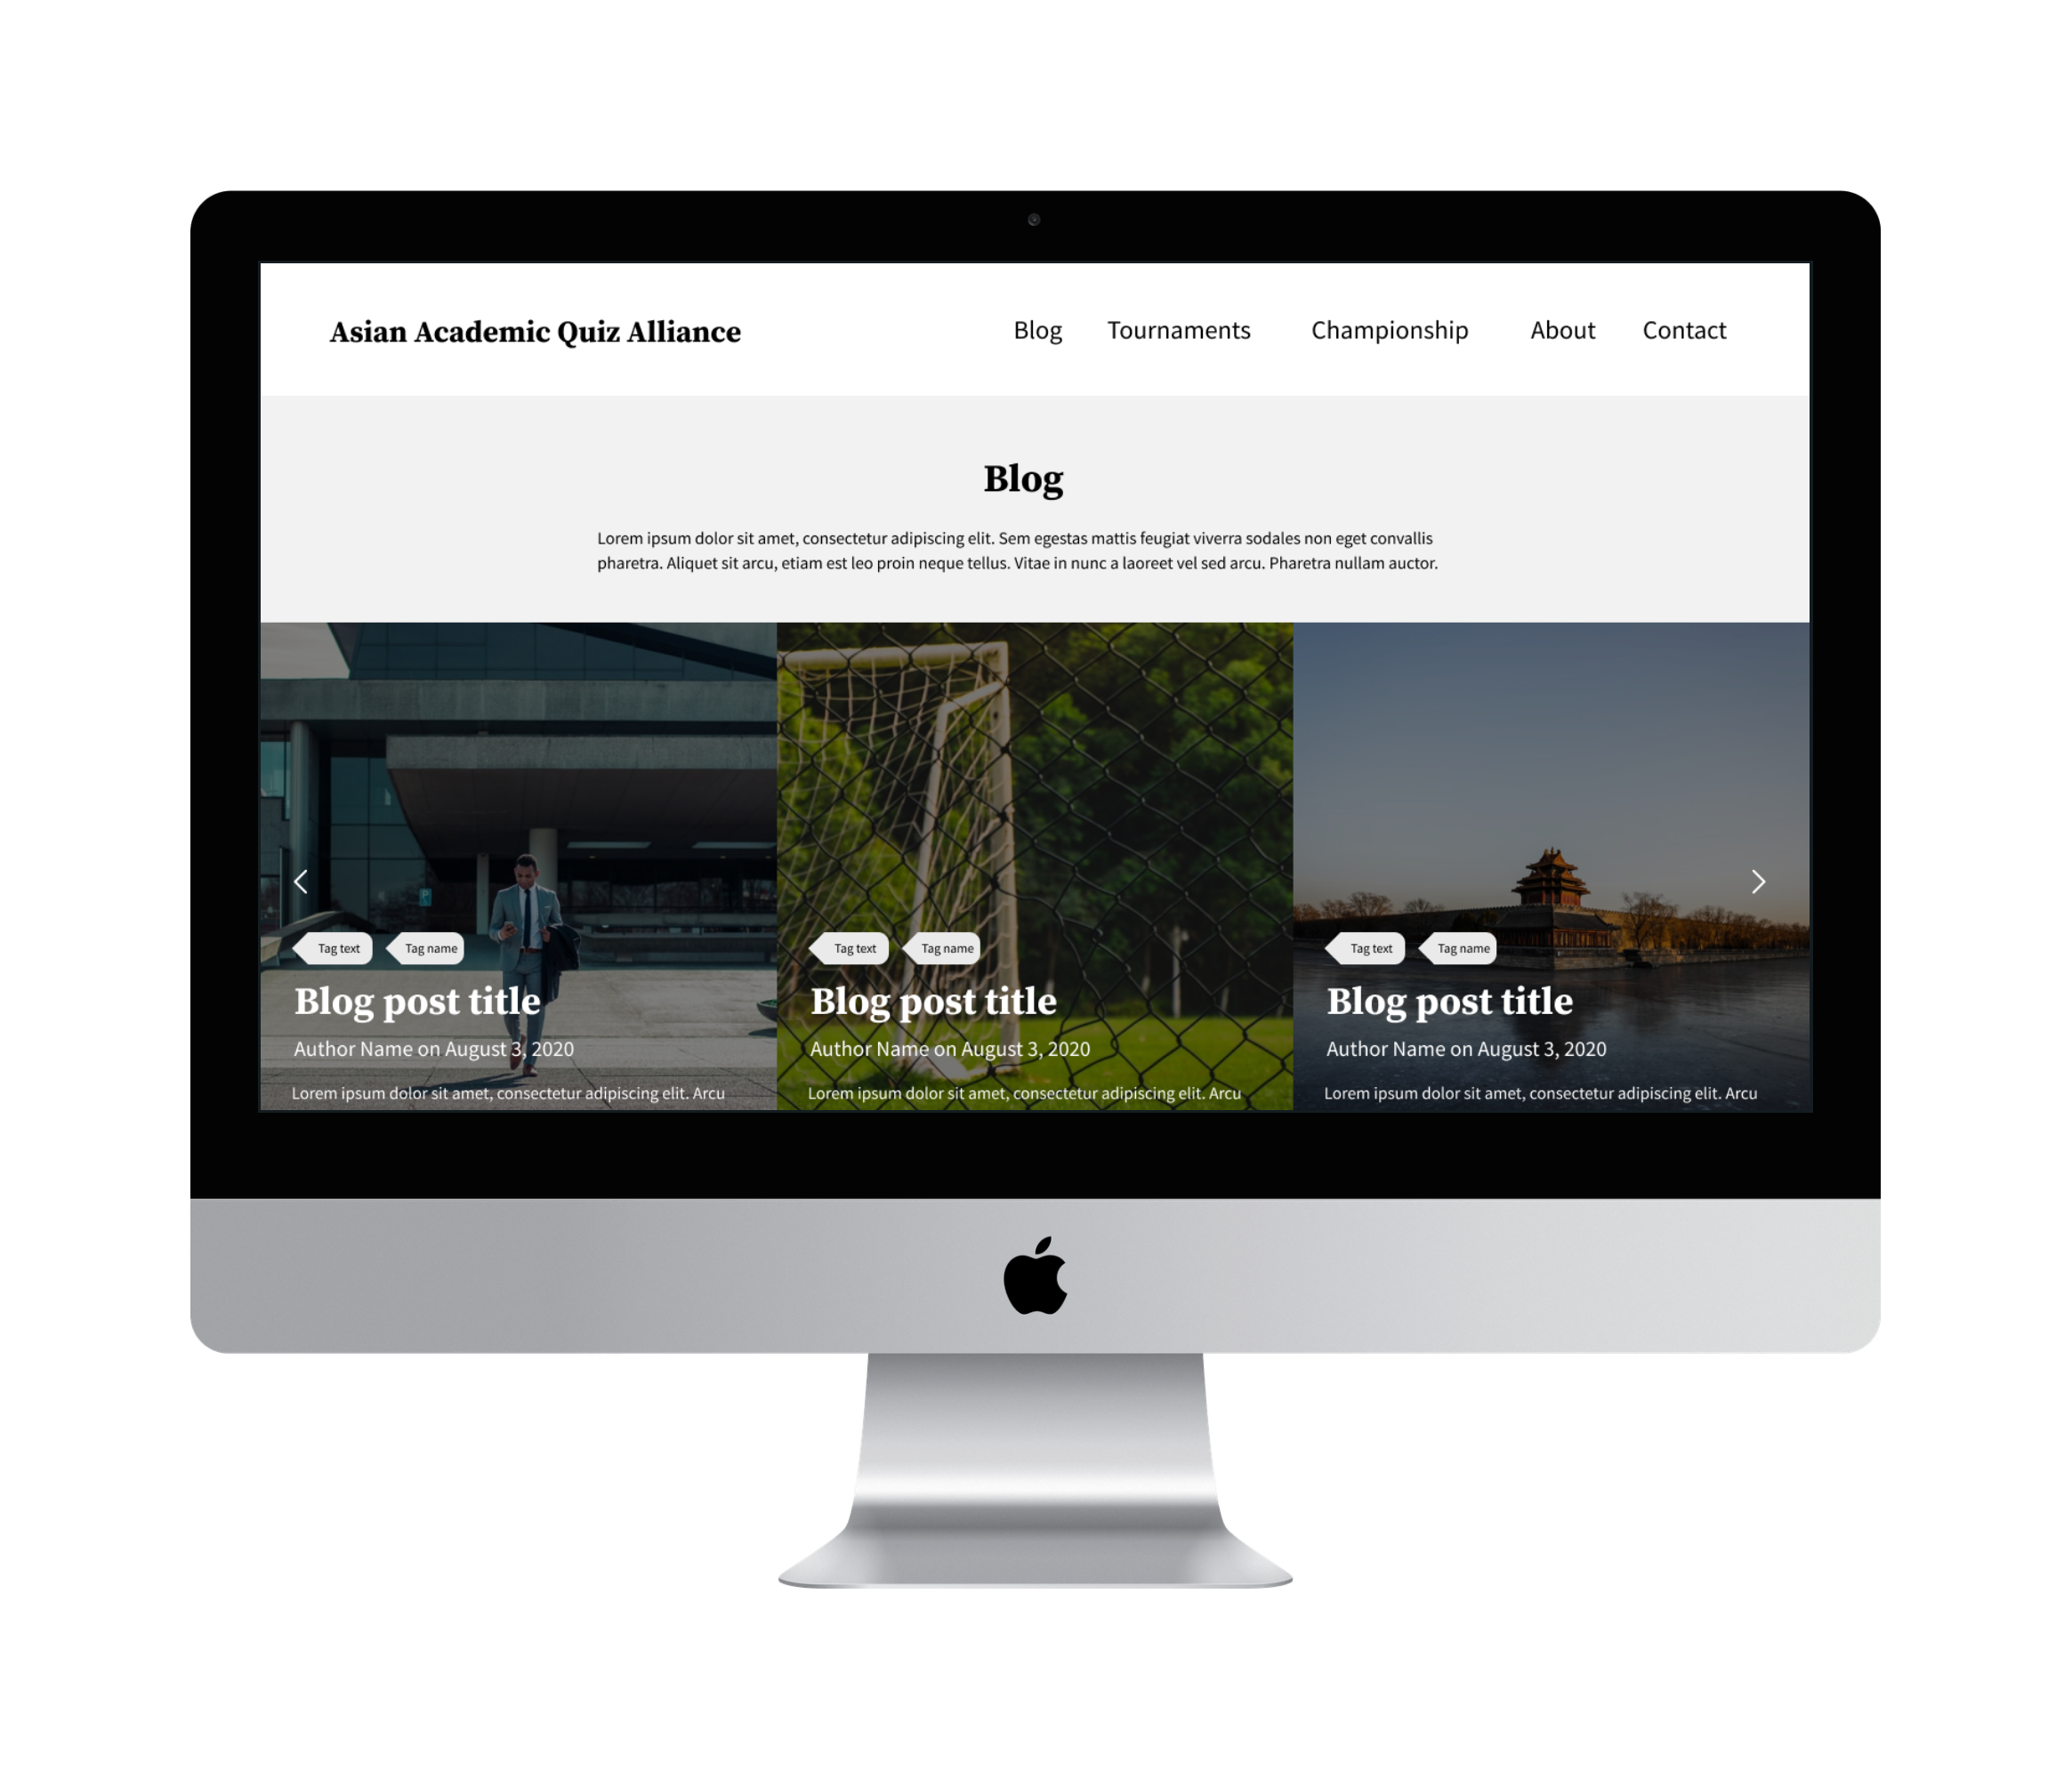 Asian Academic Quiz Alliance
Blog Tournaments Championship About Contact
Blog
Lorem ipsum dolor sit amet, consectetur adipiscing elit. Sem egestas mattis feugiat viverra sodales non eget convallis
pharetra. Aliquet sit arcu, etiam est leo proin neque tellus. Vitae in nunc a laoreet vel sed arcu. Pharetra nullam auctor.
Tag text Tag name
Blog post title
Author Name on August 3, 2020
Lorem ipsum dolor sit amet, consectetur adipiscing elit. Arcu
Tag text Tag name
Blog post title
Author Name on August 3, 2020
Lorem ipsum dolor sit amet, consectetur adipiscing elit. Arcu
Tag text Tag name
Blog post title
Author Name on August 3, 2020
Lorem ipsum dolor sit amet, consectetur adipiscing elit. Arcu